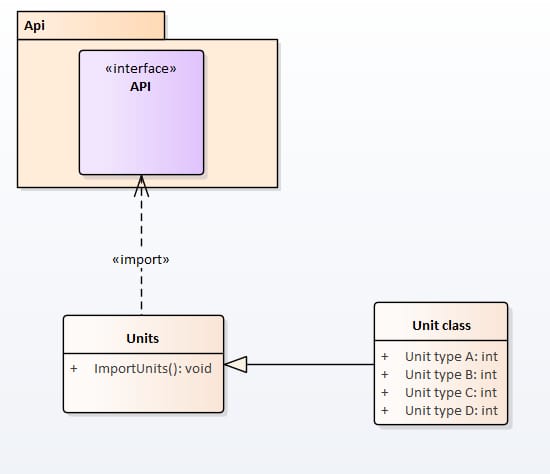 Api
«interface»
API
«import»
Units
+ ImportUnits(): void
Unit class
+ Unit type A: int
+ Unit type B: int
+ Unit type C: int
+ Unit type D: int